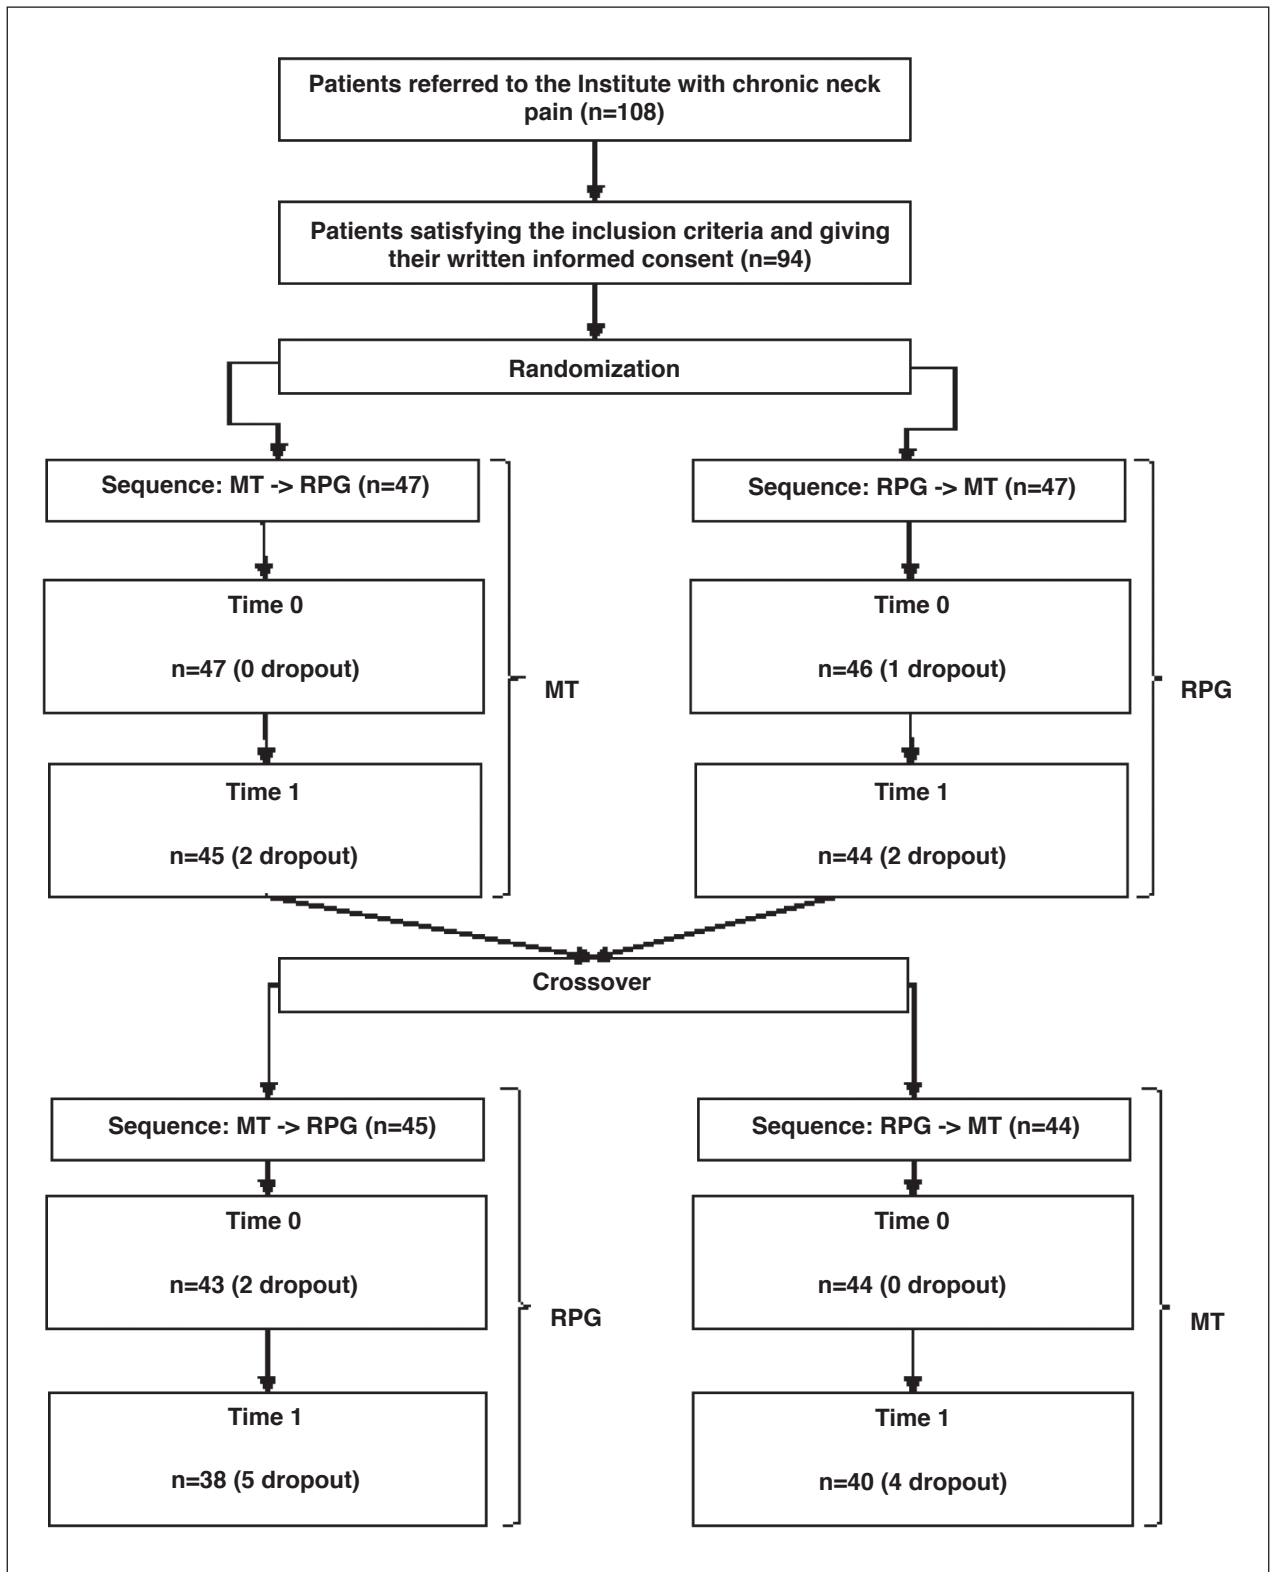 Patients referred to the Institute with chronic neck
pain (n=108)
Patients satisfying the inclusion criteria and giving
their written informed consent (n=94)
Randomization
Sequence: MT -> RPG (n=47)
Time 0
n=47 (0 dropout)
Time 1
n=45 (2 dropout)
MT
Sequence: RPG -> MT (n=47)
Time 0
n=46 (1 dropout)
Time 1
n=44 (2 dropout)
RPG
Crossover
Sequence: MT -> RPG (n=45)
Time 0
n=43 (2 dropout)
Time 1
n=38 (5 dropout)
RPG
Sequence: RPG -> MT (n=44)
Time 0
n=44 (0 dropout)
Time 1
n=40 (4 dropout)
MT